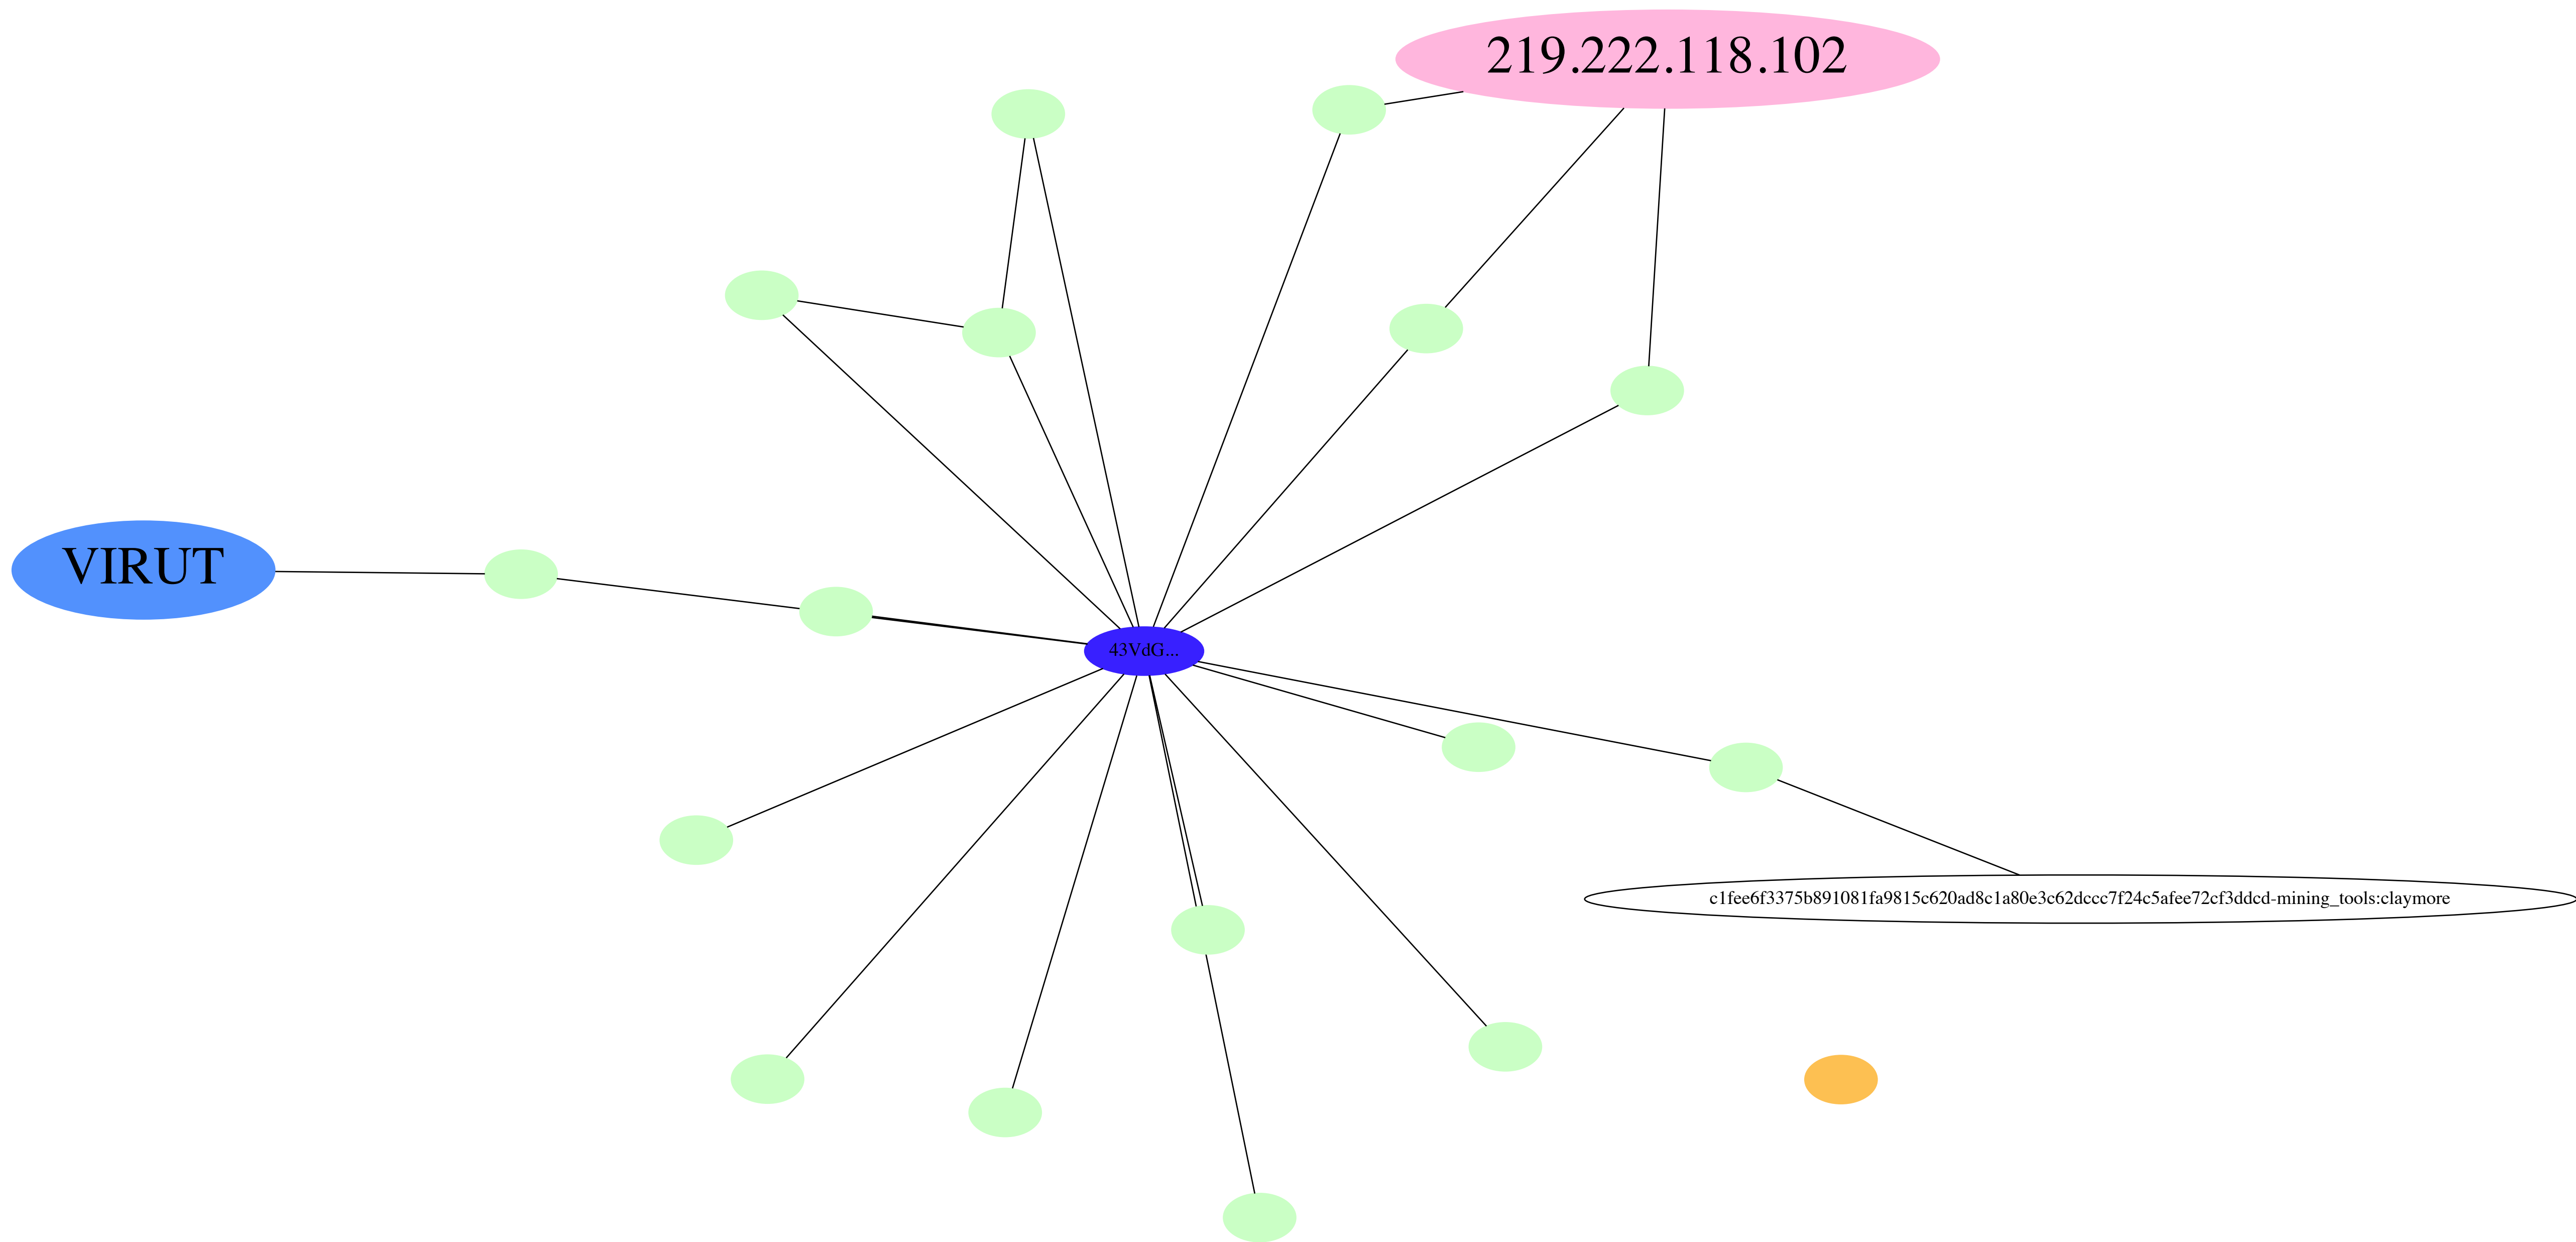 219.222.118.102
VIRUT
43VdG...
c1fee6f3375b891081fa9815c620ad8c1a80e3c62dccc7f24c5afee72cf3ddcd-mining_tools:claymore